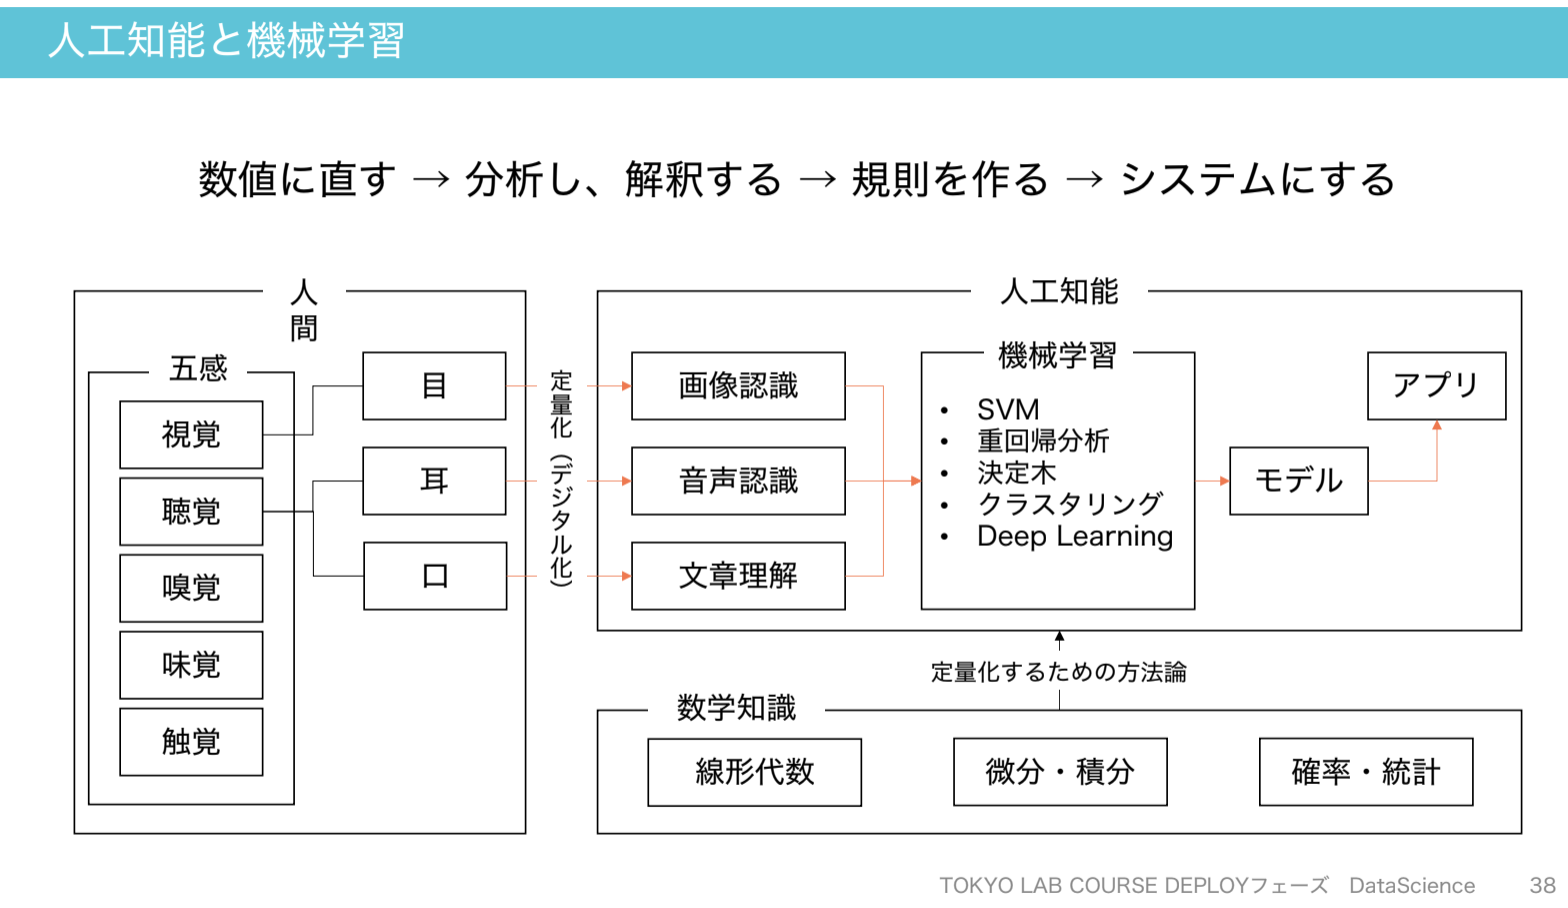 人工知能と機械学習
数値に直す → 分析し、解釈する → 規則を作る → システムにする
人
間
五感
視覚
聴覚
嗅覚
味覚
触覚
目
耳
口
定量化（デジタル化）
人工知能
画像認識
音声認識
文章理解
機械学習
• SVM
• 重回帰分析
• 決定木
• クラスタリング
• Deep Learning
モデル
アプリ
定量化するための方法論
数学知識
線形代数
微分・積分
確率・統計
TOKYO LAB COURSE DEPLOYフェーズ　DataScience
38